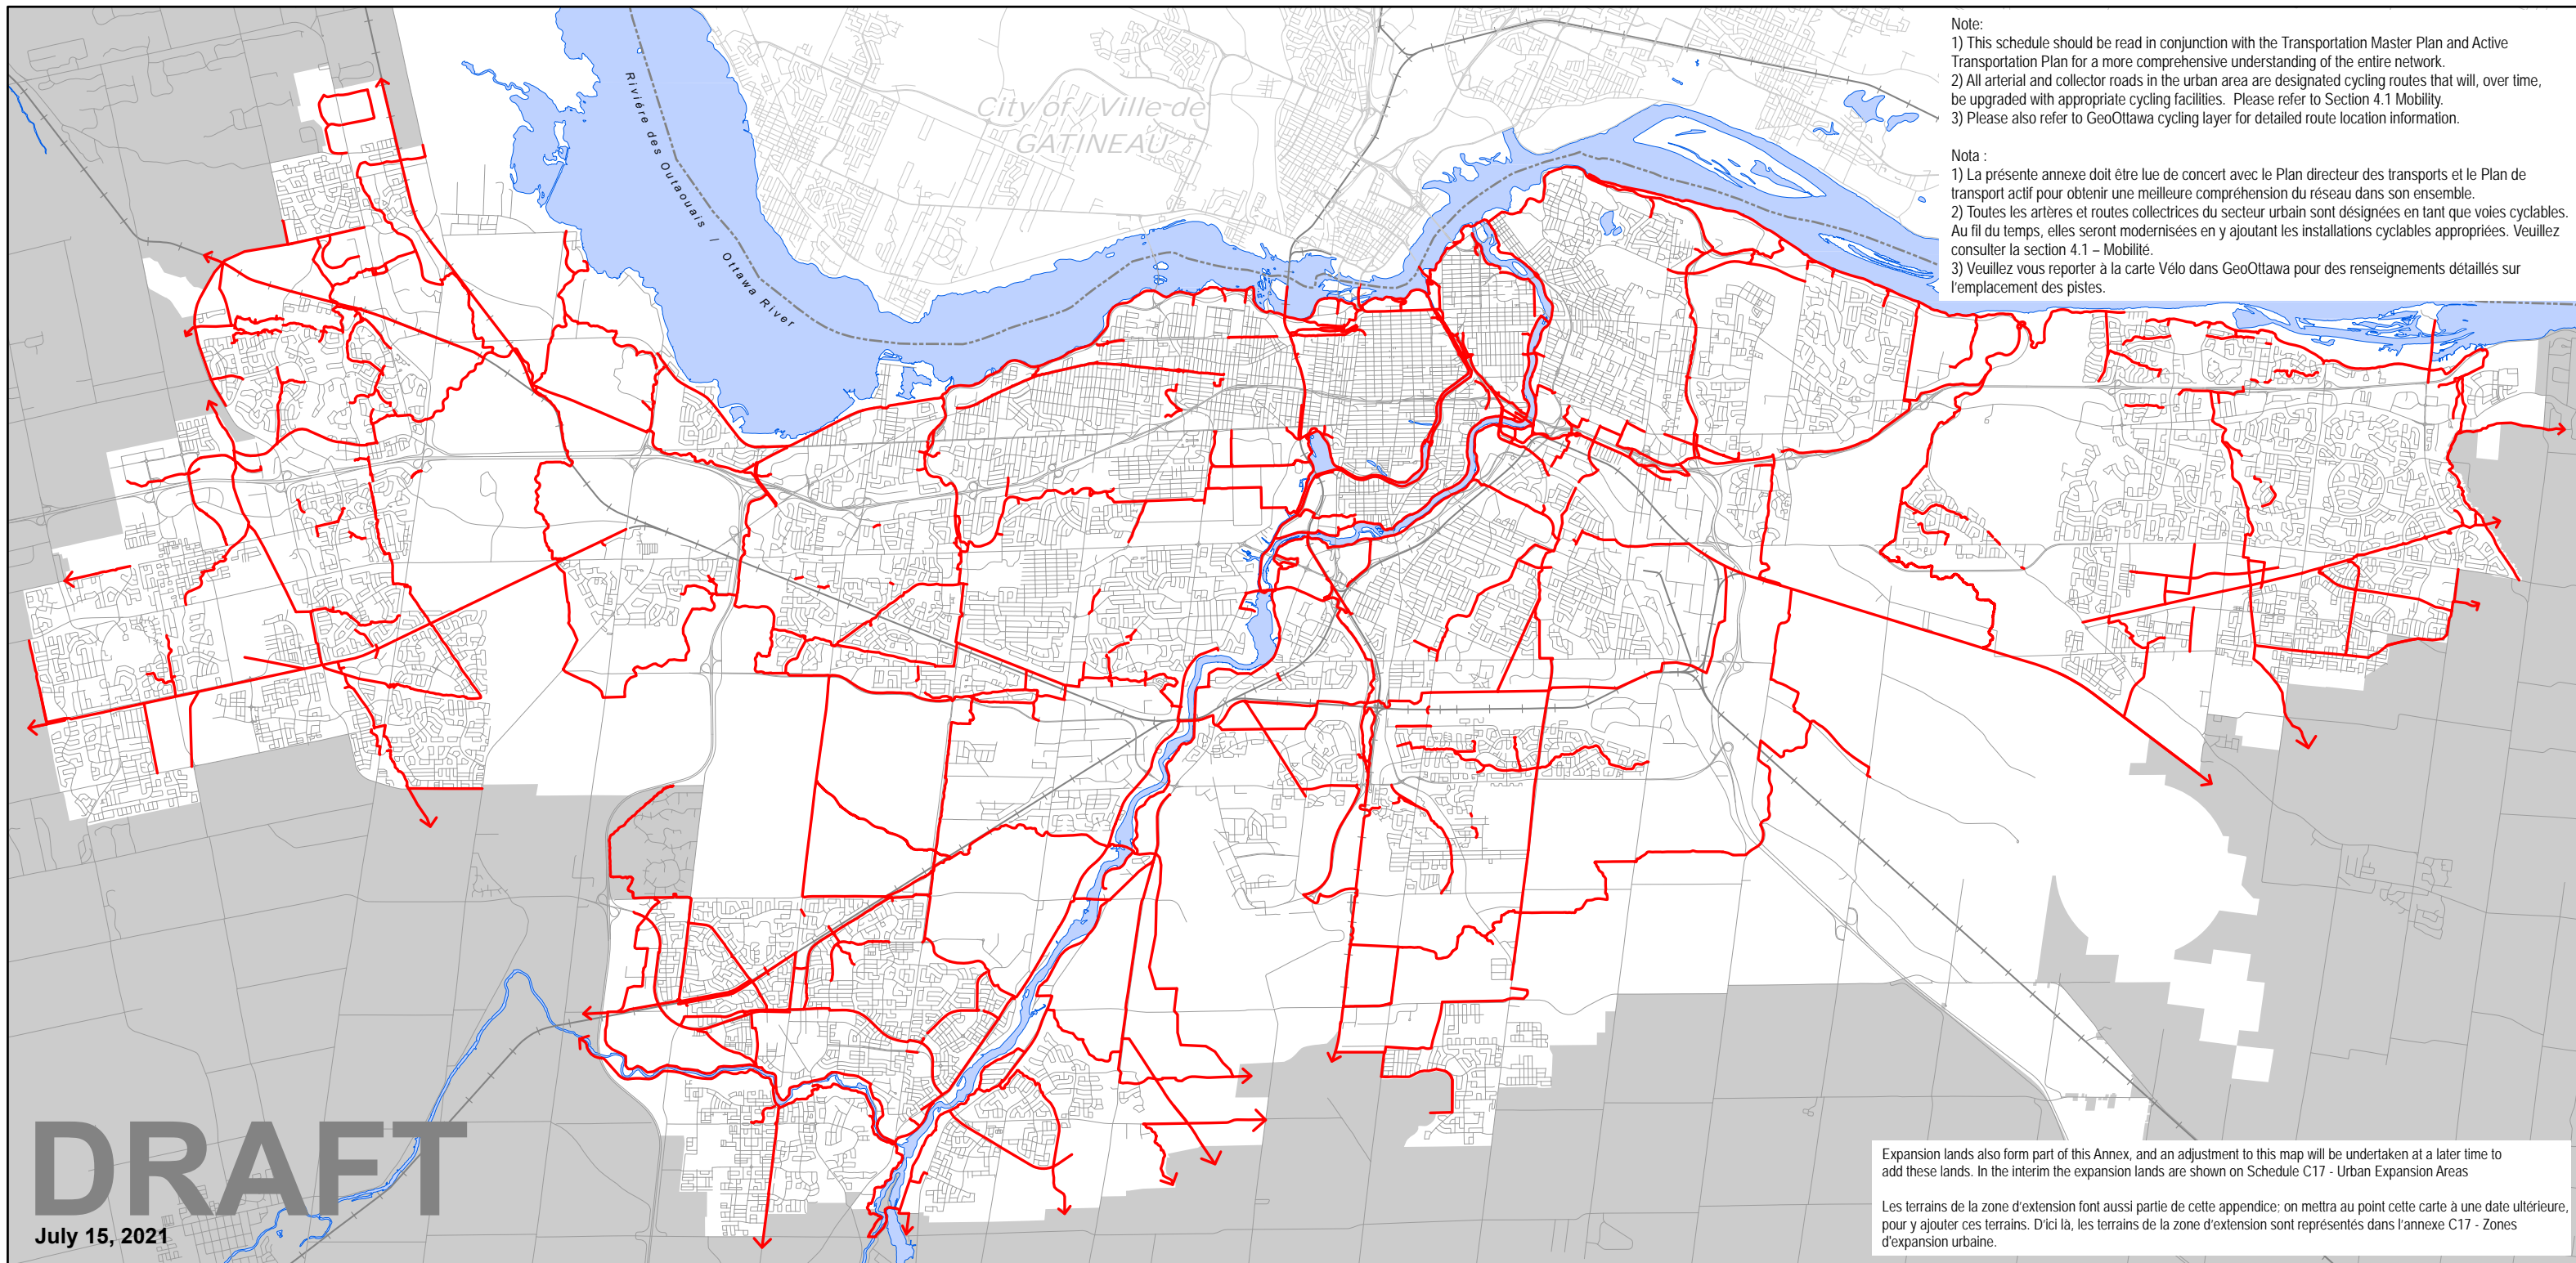 Note:
1) This schedule should be read in conjunction with the Transportation Master Plan and Active
Transportation Plan for a more comprehensive understanding of the entire network.
2) All arterial and collector roads in the urban area are designated cycling routes that will, over time,
be upgraded with appropriate cycling facilities. Please refer to Section 4.1 Mobility.
3) Please also refer to GeoOttawa cycling layer for detailed route location information.
Nota :
1) La présente annexe doit être lue de concert avec le Plan directeur des transports et le Plan de
transport actif pour obtenir une meilleure compréhension du réseau dans son ensemble.
2) Toutes les artères et routes collectrices du secteur urbain sont désignées en tant que voies cyclables.
Au fil du temps, elles seront modernisées en y ajoutant les installations cyclables appropriées. Veuillez
consulter la section 4.1 – Mobilité.
3) Veuillez vous reporter à la carte Vélo dans GeoOttawa pour des renseignements détaillés sur
l'emplacement des pistes.
City of / Ville de
GATINEAU
Rivière des Outaouais / Ottawa River
DRAFT
July 15, 2021
Expansion lands also form part of this Annex, and an adjustment to this map will be undertaken at a later time to
add these lands. In the interim the expansion lands are shown on Schedule C17 - Urban Expansion Areas
Les terrains de la zone d'extension font aussi partie de cette appendice; on mettra au point cette carte à une date ultérieure,
pour y ajouter ces terrains. D'ici là, les terrains de la zone d'extension sont représentés dans l'annexe C17 - Zones
d'expansion urbaine.